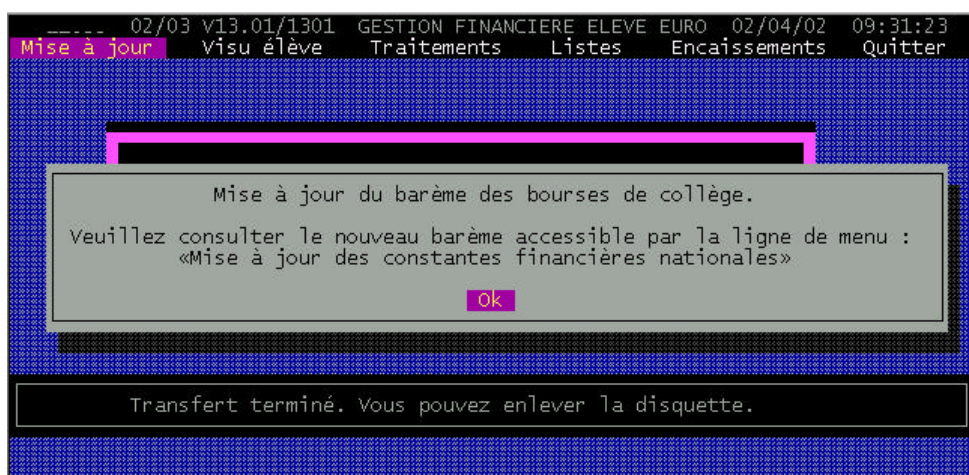 02/03 V13.01/1301 GESTION FINANCIERE ELEVE EURO 02/04/02 09:31:23
Mise à jour Visu élève Traitements Listes Encaissements Quitter
Mise à jour du barème des bourses de collège.
Veuillez consulter le nouveau barème accessible par la ligne de menu :
«Mise à jour des constantes financières nationales»
Ok
Transfert terminé. Vous pouvez enlever la disquette.